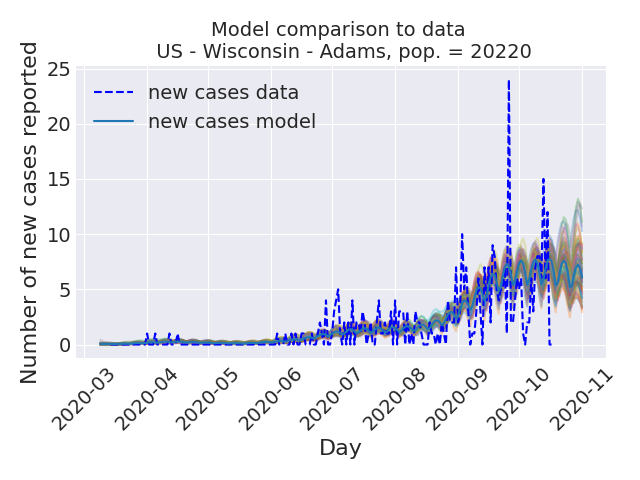 Model comparison to data
US - Wisconsin - Adams, pop. = 20220
Number of new cases reported
25
20
15
10
5
0
new cases data
new cases model
2020-03
2020-04
2020-05
2020-06
2020-07
2020-08
2020-09
2020-10
2020-11
Day